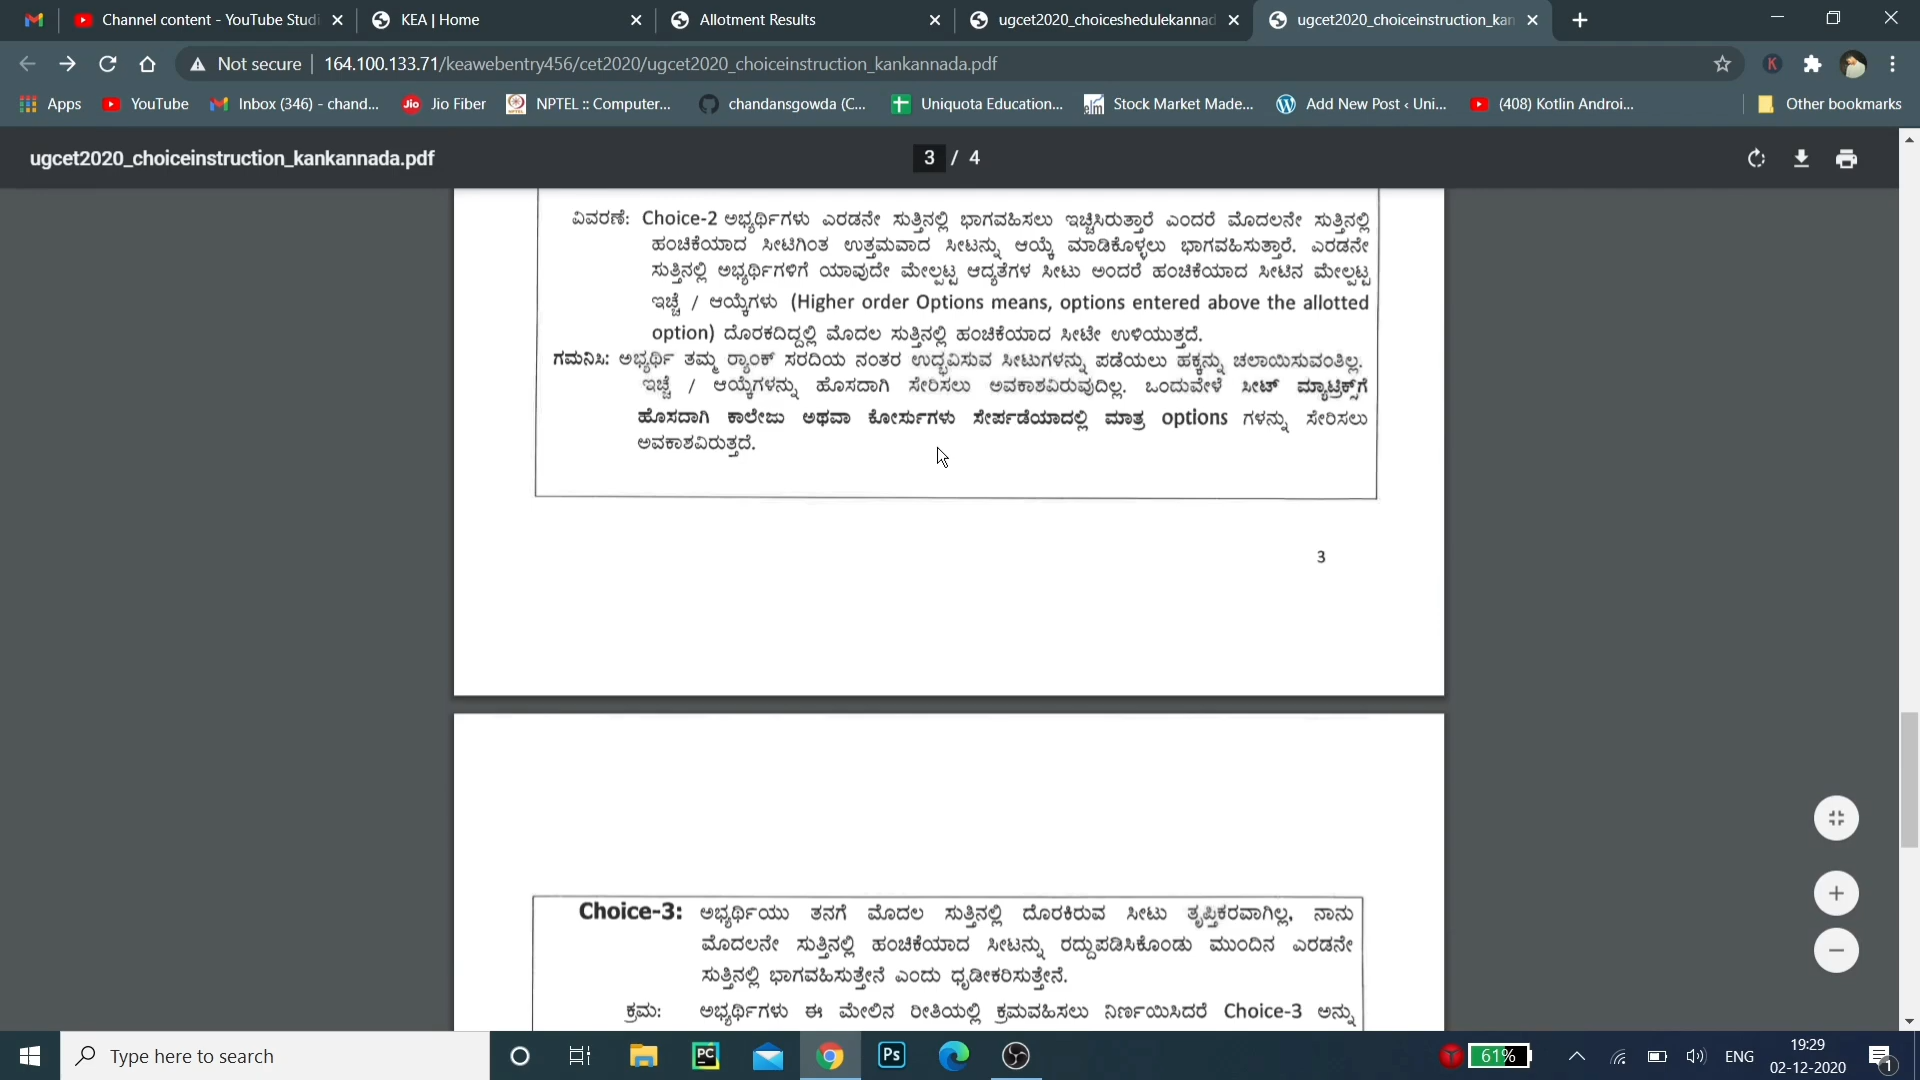 Channel content - YouTube Studi
KEA | Home
Allotment Results
ugcet2020_choiceshedulekannad
ugcet2020_choiceinstruction_kan
Not secure | 164.100.133.71/keawebentry456/cet2020/ugcet2020_choiceinstruction_kankannada.pdf
Apps YouTube Inbox (346) - chand... Jio Jio Fiber NPTEL :: Computer... chandansgowda (C... Uniquota Education... elm Stock Market Made... Add New Post ‹ Uni... (408) Kotlin Androi... Other bookmarks
ugcet2020_choiceinstruction_kankannada.pdf 3 / 4
ವಿವರಣೆ: Choice-2 ಅಭ್ಯರ್ಥಿಗಳು ಎರಡನೇ ಸುತ್ತಿನಲ್ಲಿ ಭಾಗವಹಿಸಲು ಇಚ್ಚಿಸಿರುತ್ತಾರೆ ಎಂದರೆ ಮೊದಲನೇ ಸುತ್ತಿನಲ್ಲಿ
ಹಂಚಿಕೆಯಾದ ಸೀಟಿಗಿಂತ ಉತ್ತಮವಾದ ಸೀಟನ್ನು ಆಯ್ಕೆ ಮಾಡಿಕೊಳ್ಳಲು ಭಾಗವಹಿಸುತ್ತಾರೆ. ಎರಡನೇ
ಸುತ್ತಿನಲ್ಲಿ ಅಭ್ಯರ್ಥಿಗಳಿಗೆ ಯಾವುದೇ ಮೇಲ್ಪಟ್ಟ ಆದ್ಯತೆಗಳ ಸೀಟು ಅಂದರೆ ಹಂಚಿಕೆಯಾದ ಸೀಟಿನ ಮೇಲ್ಪಟ್ಟ
ಇಚ್ಛೆ / ಆಯ್ಕೆಗಳು (Higher order Options means, options entered above the allotted
option) ದೊರಕದಿದ್ದಲ್ಲಿ ಮೊದಲ ಸುತ್ತಿನಲ್ಲಿ ಹಂಚಿಕೆಯಾದ ಸೀಟೇ ಉಳಿಯುತ್ತದೆ.
ಗಮನಿಸಿ: ಅಭ್ಯರ್ಥಿ ತಮ್ಮ ರ‍್ಯಾಂಕ್ ಸರದಿಯ ನಂತರ ಉದ್ಭವಿಸುವ ಸೀಟುಗಳನ್ನು ಪಡೆಯಲು ಹಕ್ಕನ್ನು ಚಲಾಯಿಸುವಂತಿಲ್ಲ.
ಇಚ್ಛೆ / ಆಯ್ಕೆಗಳನ್ನು ಹೊಸದಾಗಿ ಸೇರಿಸಲು ಅವಕಾಶವಿರುವುದಿಲ್ಲ. ಒಂದುವೇಳೆ ಸೀಟ್ ಮ್ಯಾಟ್ರಿಕ್ಸ್‌ಗೆ
ಹೊಸದಾಗಿ ಕಾಲೇಜು ಅಥವಾ ಕೋರ್ಸುಗಳು ಸೇರ್ಪಡೆಯಾದಲ್ಲಿ ಮಾತ್ರ options ಗಳನ್ನು ಸೇರಿಸಲು
ಅವಕಾಶವಿರುತ್ತದೆ.
3
Choice-3: ಅಭ್ಯರ್ಥಿಯು ತನಗೆ ಮೊದಲ ಸುತ್ತಿನಲ್ಲಿ ದೊರಕಿರುವ ಸೀಟು ತೃಪ್ತಿಕರವಾಗಿಲ್ಲ, ನಾನು
ಮೊದಲನೇ ಸುತ್ತಿನಲ್ಲಿ ಹಂಚಿಕೆಯಾದ ಸೀಟನ್ನು ರದ್ದುಪಡಿಸಿಕೊಂಡು ಮುಂದಿನ ಎರಡನೇ
ಸುತ್ತಿನಲ್ಲಿ ಭಾಗವಹಿಸುತ್ತೇನೆ ಎಂದು ಧೃಡೀಕರಿಸುತ್ತೇನೆ.
ಕ್ರಮ: ಅಭ್ಯರ್ಥಿಗಳು ಈ ಮೇಲಿನ ರೀತಿಯಲ್ಲಿ ಕ್ರಮವಹಿಸಲು ನಿರ್ಣಯಿಸಿದರೆ Choice-3 ಅನ್ನು
Type here to search
PC
Ps
61%
ENG
19:29
02-12-2020
1